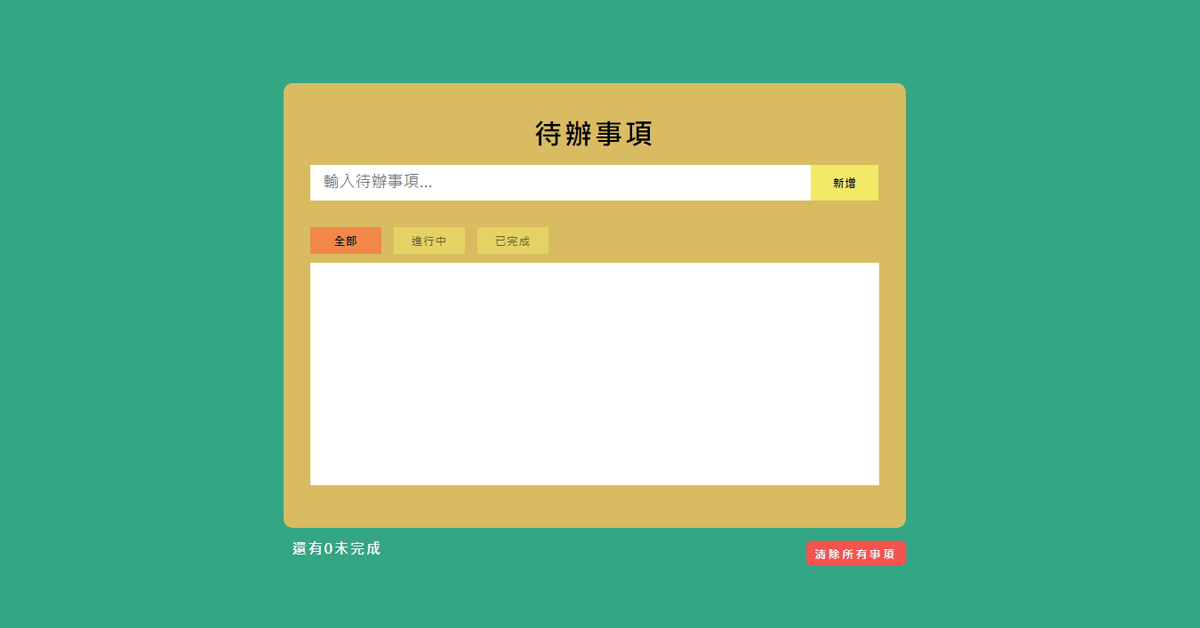 待辦事項
輸入待辦事項...
新增
全部
進行中
已完成
還有0未完成
清除所有事項